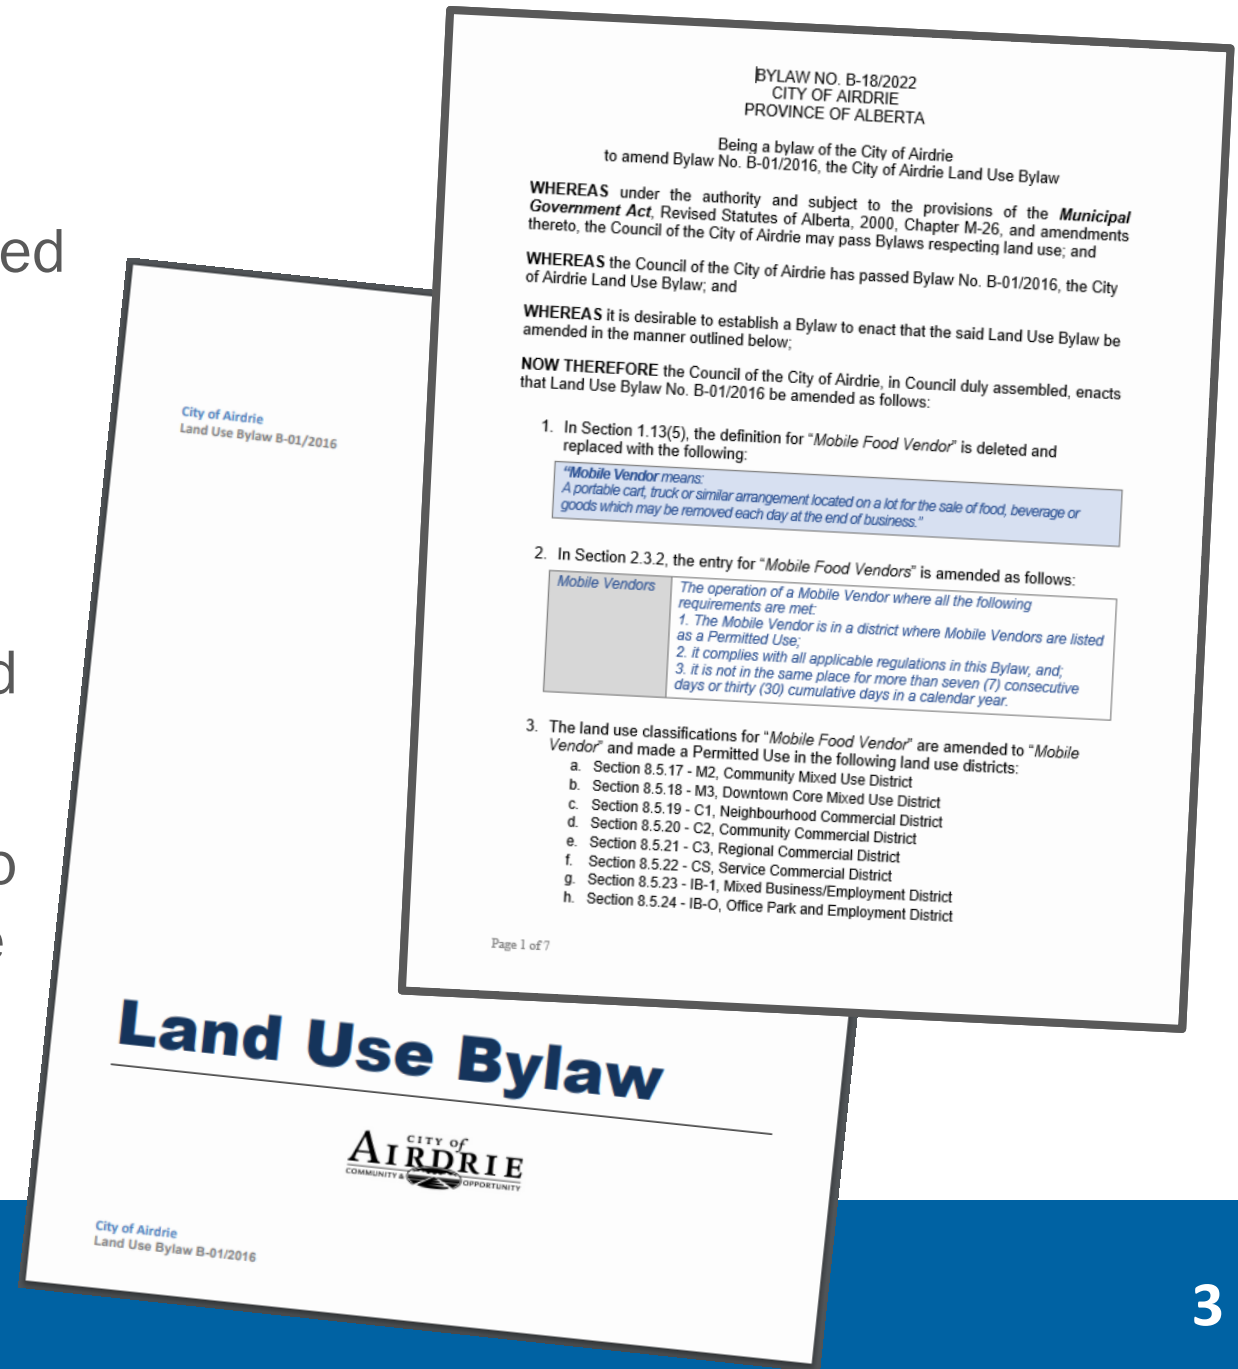 ed
d
o
e
BYLAW NO. B-18/2022
CITY OF AIRDRIE
PROVINCE OF ALBERTA
Being a bylaw of the City of Airdrie
to amend Bylaw No. B-01/2016, the City of Airdrie Land Use Bylaw
WHEREAS under the authority and subject to the provisions of the Municipal
Government Act, Revised Statutes of Alberta, 2000, Chapter M-26, and amendments
thereto, the Council of the City of Airdrie may pass Bylaws respecting land use; and
WHEREAS the Council of the City of Airdrie has passed Bylaw No. B-01/2016, the City
of Airdrie Land Use Bylaw; and
WHEREAS it is desirable to establish a Bylaw to enact that the said Land Use Bylaw be
amended in the manner outlined below;
NOW THEREFORE the Council of the City of Airdrie, in Council duly assembled, enacts
that Land Use Bylaw No. B-01/2016 be amended as follows:
1. In Section 1.13(5), the definition for “Mobile Food Vendor” is deleted and
replaced with the following:
“Mobile Vendor means:
A portable cart, truck or similar arrangement located on a lot for the sale of food, beverage or
goods which may be removed each day at the end of business.”
2. In Section 2.3.2, the entry for “Mobile Food Vendors” is amended as follows:
Mobile Vendors
The operation of a Mobile Vendor where all the following
requirements are met:
1. The Mobile Vendor is in a district where Mobile Vendors are listed
as a Permitted Use;
2. it complies with all applicable regulations in this Bylaw, and;
3. it is not in the same place for more than seven (7) consecutive
days or thirty (30) cumulative days in a calendar year.
3. The land use classifications for “Mobile Food Vendor” are amended to “Mobile
Vendor” and made a Permitted Use in the following land use districts:
a. Section 8.5.17 - M2, Community Mixed Use District
b. Section 8.5.18 - M3, Downtown Core Mixed Use District
c. Section 8.5.19 - C1, Neighbourhood Commercial District
d. Section 8.5.20 - C2, Community Commercial District
e. Section 8.5.21 - C3, Regional Commercial District
f. Section 8.5.22 - CS, Service Commercial District
g. Section 8.5.23 - IB-1, Mixed Business/Employment District
h. Section 8.5.24 - IB-O, Office Park and Employment District
Page 1 of 7
City of Airdrie
Land Use Bylaw B-01/2016
Land Use Bylaw
CITY of
AIRDRIE
COMMUNITY & OPPORTUNITY
City of Airdrie
Land Use Bylaw B-01/2016
3